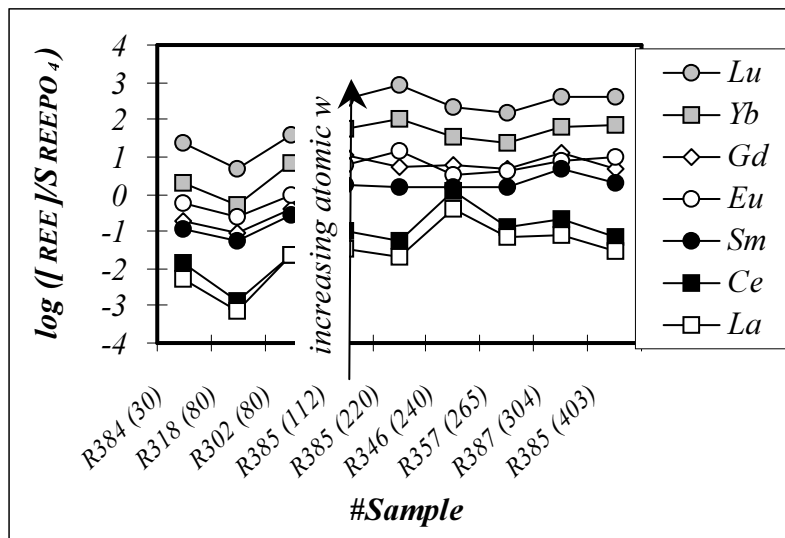 4
3
2
1
0
-1
-2
-3
-4
log ([ REE ]/S REEPO 4 )
increasing atomic w
Lu
Yb
Gd
Eu
Sm
Ce
La
R384 (30)
R318 (80)
R302 (80)
R385 (112)
R385 (220)
R346 (240)
R357 (265)
R387 (304)
R385 (403)
#Sample